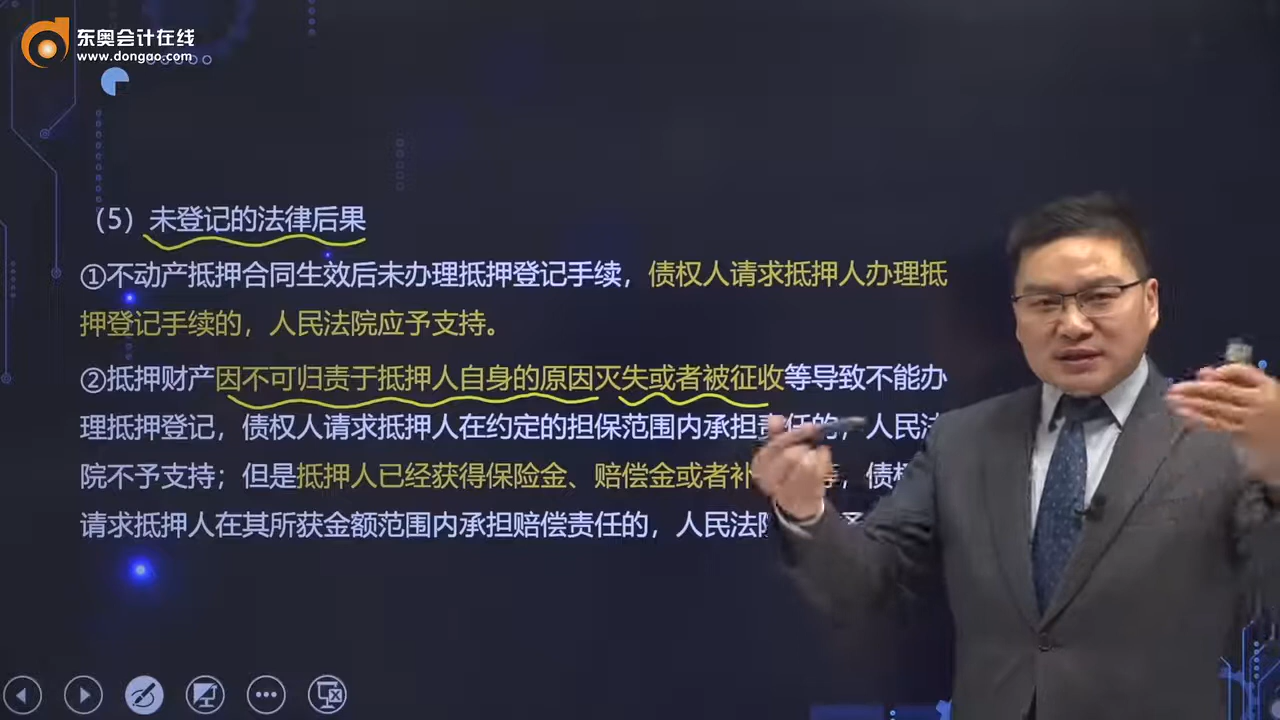 东奥会计在线
www.dongao.com
（5）未登记的法律后果
①不动产抵押合同生效后未办理抵押登记手续，债权人请求抵押人办理抵
押登记手续的，人民法院应予支持。
②抵押财产因不可归责于抵押人自身的原因灭失或者被征收等导致不能办
理抵押登记，债权人请求抵押人在约定的担保范围内承担责任的，人民法
院不予支持；但是抵押人已经获得保险金、赔偿金或者补，债
请求抵押人在其所获金额范围内承担赔偿责任的，人民法